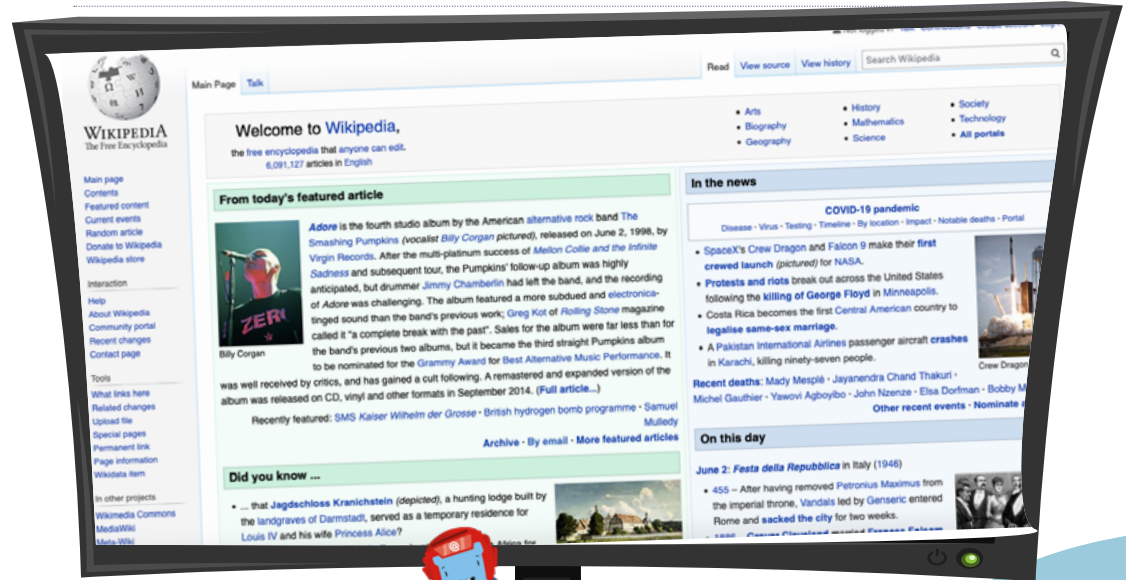 Talk
Main Page
Talk
Read
View source
View history
Search Wikipedia
WIKIPEDIA
The Free Encyclopedia
Main page
Contents
Featured content
Current events
Random article
Donate to Wikipedia
Wikipedia store
Interaction
Help
About Wikipedia
Community portal
Recent changes
Contact page
Tools
What links here
Related changes
Upload file
Special pages
Permanent link
Page information
Wikidata item
In other projects
Wikimedia Commons
MediaWiki
Meta-Wiki
Welcome to Wikipedia,
the free encyclopedia that anyone can edit.
6,091,127 articles in English
• Arts
• Biography
• Geography
• History
• Mathematics
• Science
• Society
• Technology
• All portals
From today's featured article
ZERO
Billy Corgan
Adore is the fourth studio album by the American alternative rock band The
Smashing Pumpkins (vocalist Billy Corgan pictured), released on June 2, 1998, by
Virgin Records. After the multi-platinum success of Mellon Collie and the Infinite
Sadness and subsequent tour, the Pumpkins' follow-up album was highly
anticipated, but drummer Jimmy Chamberlin had left the band, and the recording
of Adore was challenging. The album featured a more subdued and electronica-
tinged sound than the band's previous work; Greg Kot of Rolling Stone magazine
called it "a complete break with the past". Sales for the album were far less than for
the band's previous two albums, but it became the third straight Pumpkins album
to be nominated for the Grammy Award for Best Alternative Music Performance. It
was well received by critics, and has gained a cult following. A remastered and expanded version of the
album was released on CD, vinyl and other formats in September 2014. (Full article...)
Recently featured: SMS Kaiser Wilhelm der Grosse · British hydrogen bomb programme · Samuel
Mulledy
Archive · By email · More featured articles
Did you know ...
• ... that Jagdschloss Kranichstein (depicted), a hunting lodge built by
the landgraves of Darmstadt, served as a temporary residence for
Louis IV and his wife Princess Alice?
Africa for
In the news
COVID-19 pandemic
Disease · Virus · Testing · Timeline · By location · Impact · Notable deaths · Portal
• SpaceX's Crew Dragon and Falcon 9 make their first
crewed launch (pictured) for NASA.
• Protests and riots break out across the United States
following the killing of George Floyd in Minneapolis.
• Costa Rica becomes the first Central American country to
legalise same-sex marriage.
• A Pakistan International Airlines passenger aircraft crashes
in Karachi, killing ninety-seven people.
Crew Dragon
Recent deaths: Mady Mesplé · Jayanendra Chand Thakuri ·
Michel Gauthier · Yawovi Agboyibo · John Nzenze · Elsa Dorfman · Bobby
Other recent events · Nominate
On this day
June 2: Festa della Repubblica in Italy (1946)
• 455 – After having removed Petronius Maximus from
the imperial throne, Vandals led by Genseric entered
Rome and sacked the city for two weeks.
• 1886 – Grover Cleveland married Frances Folsom